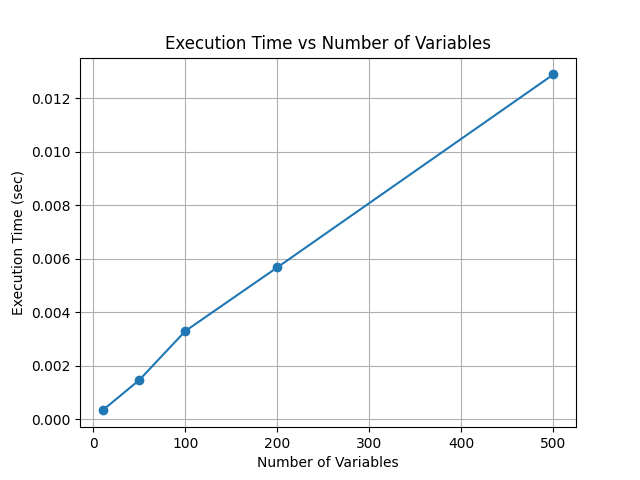 Execution Time vs Number of Variables
Execution Time (sec)
0.012
0.010
0.008
0.006
0.004
0.002
0.000
0 100 200 300 400 500
Number of Variables